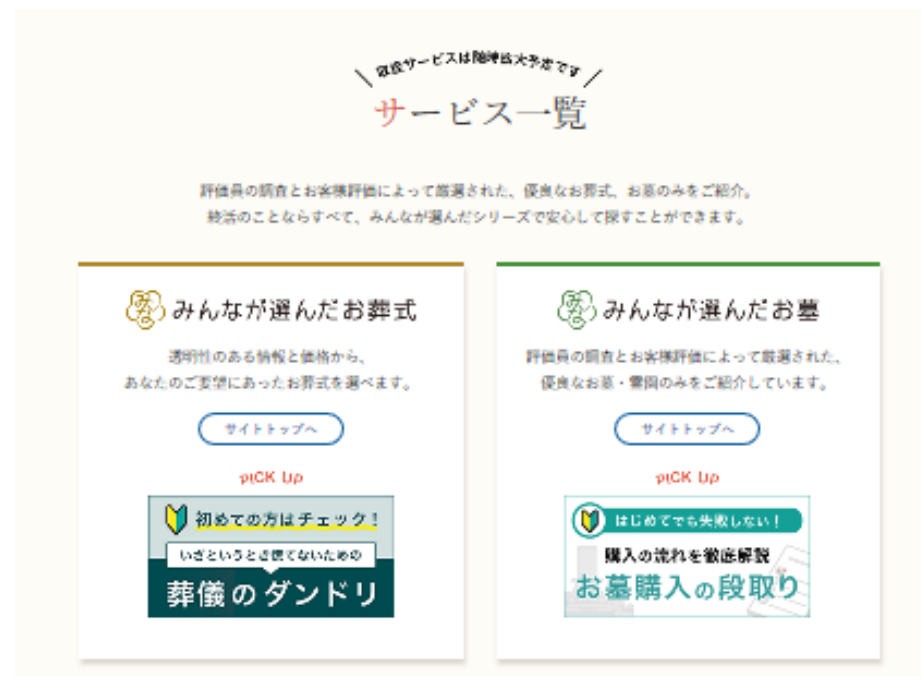 取扱サービスは随時拡大予定です
サービス一覧
評価員の調査とお客様評価によって厳選された、優良なお葬式、お墓のみをご紹介。
終活のことならすべて、みんなが選んだシリーズで安心して探すことができます。
みんなが選んだお葬式
透明性のある情報と価格から、
あなたのご要望にあったお葬式を選べます。
サイトトップへ
PICK Up
初めての方はチェック!
いざというとき慌てないための
葬儀のダンドリ
みんなが選んだお墓
評価員の調査とお客様評価によって厳選された、
優良なお墓・霊園のみをご紹介しています。
サイトトップへ
PICK Up
はじめてでも失敗しない!
購入の流れを徹底解説
お墓購入の段取り